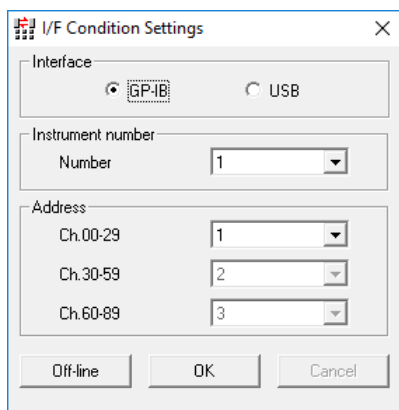 I/F Condition Settings
Interface
GP-IB USB
Instrument number
Number 1
Address
Ch.00-29 1
Ch.30-59 2
Ch.60-89 3
Off-line OK Cancel